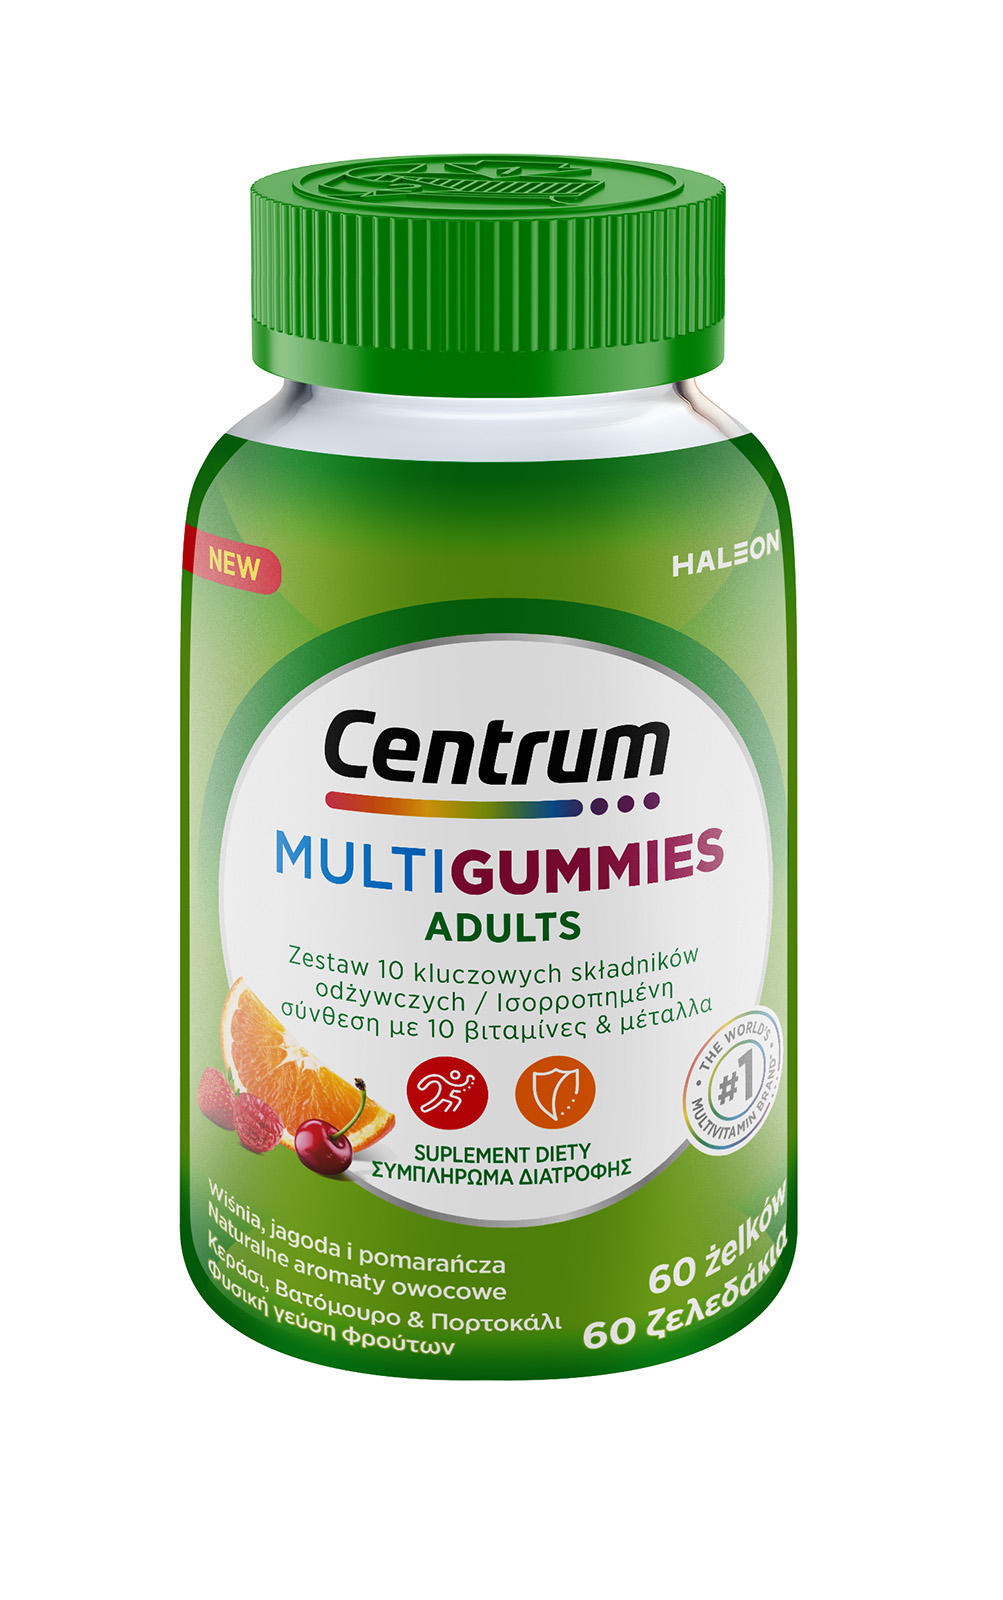 NEW
HALEON
Centrum
MULTIGUMMIES
ADULTS
Zestaw 10 kluczowych składników
odżywczych / Ισορροπημένη
σύνθεση με 10 βιταμίνες & μέταλλα
THE WORLD'S
#1
MULTIVITAMIN BRAND
SUPLEMENT DIETY
ΣΥΜΠΛΗΡΩΜΑ ΔΙΑΤΡΟΦΗΣ
Wiśnia, jagoda i pomarańcza
Naturalne aromaty owocowe
Κεράσι, Βατόμουρο & Πορτοκάλι
Φυσική γεύση φρούτων
60 żelków
60 ζελεδάκια